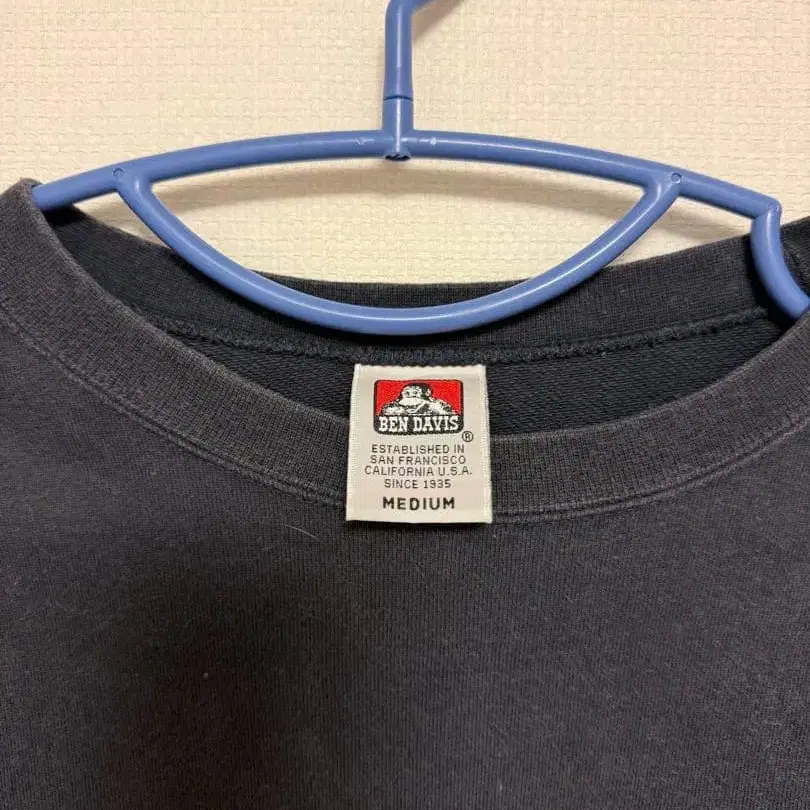 BEN DAVIS
®
ESTABLISHED IN
SAN FRANCISCO
CALIFORNIA U.S.A.
SINCE 1935
MEDIUM